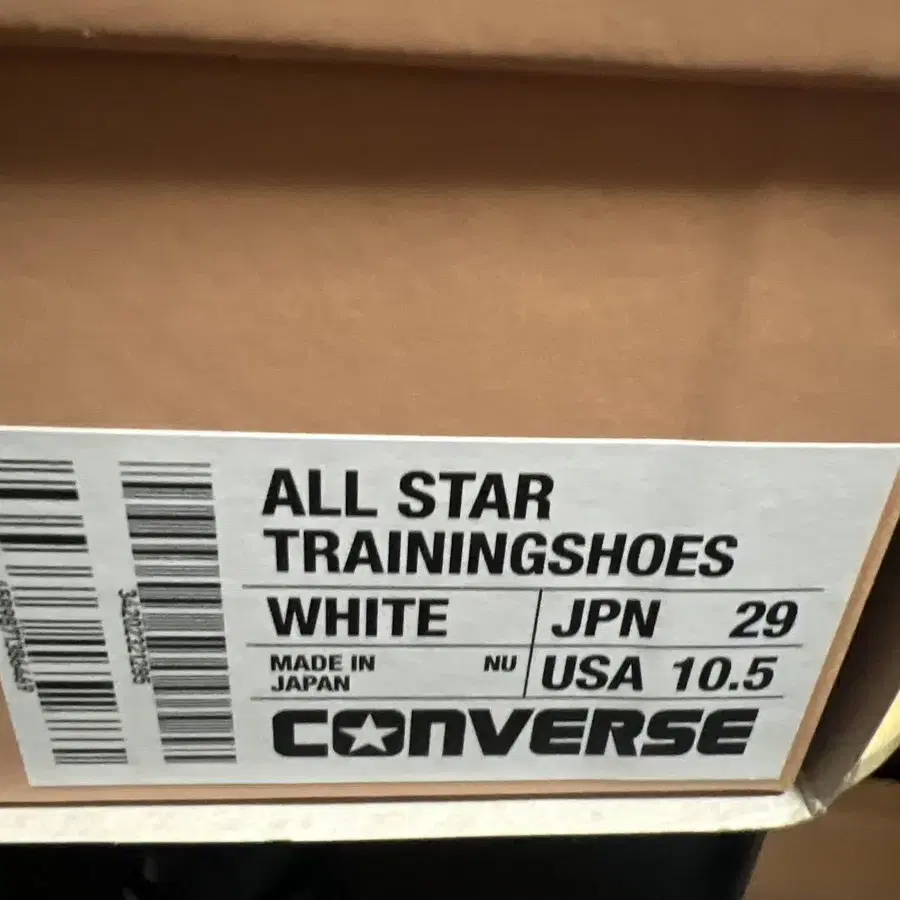 ALL STAR
TRAININGSHOES
WHITE
JPN 29
MADE IN
JAPAN
NU
USA 10.5
CONVERSE